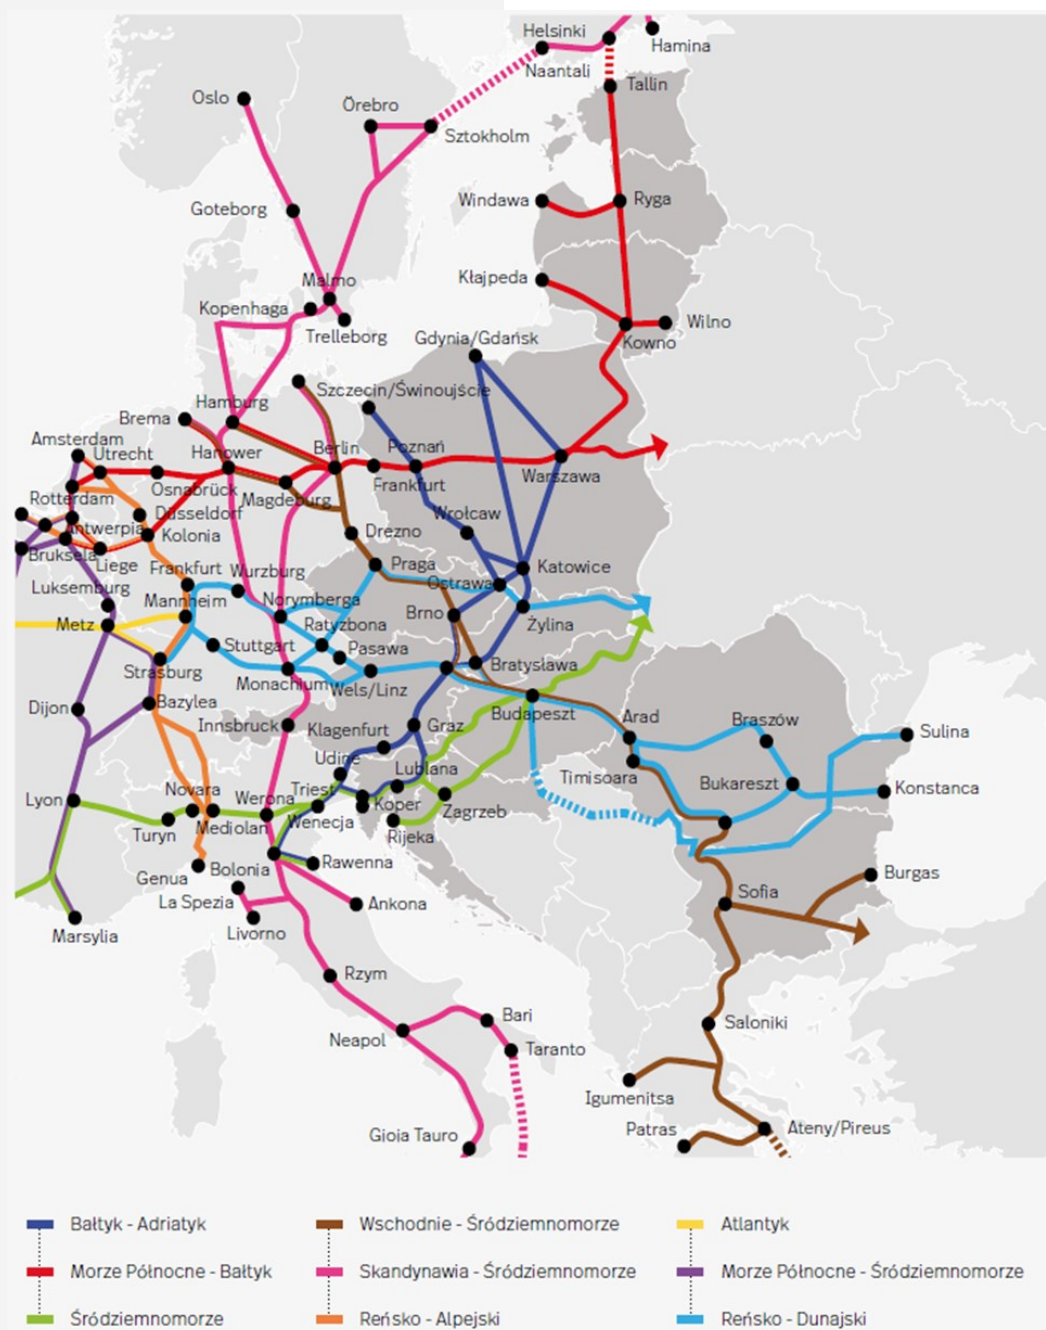 Helsinki
Hamina
Naantali
Tallin
Oslo
Örebro
Sztokholm
Windawa
Ryga
Goteborg
Kłajpeda
Malmo
Kopenhaga
Wilno
Trelleborg
Gdynia/Gdańsk
Kowno
Szczecin/Świnoujście
Hamburg
Brema
Amsterdam
Utrecht
Hanower
Berlin
Poznań
Warszawa
Osnabrück
Magdeburg
Frankfurt
Rotterdam
Düsseldorf
Wrołcaw
Antwerpia
Kolonia
Drezno
Bruksela
Liege
Frankfurt
Wurzburg
Praga
Ostrawa
Katowice
Luksemburg
Mannheim
Norymberga
Brno
Metz
Ratyzbona
Żylina
Stuttgart
Pasawa
Strasburg
Monachium
Wels/Linz
Bratysława
Dijon
Bazylea
Innsbruck
Klagenfurt
Graz
Budapeszt
Arad
Braszów
Sulina
Udine
Lublana
Timisoara
Bukareszt
Konstanca
Lyon
Novara
Werona
Triest
Koper
Zagrzeb
Turyn
Mediolan
Wenecja
Rijeka
Genua
Bolonia
Rawenna
Burgas
La Spezia
Ankona
Sofia
Marsylia
Livorno
Rzym
Bari
Saloniki
Neapol
Taranto
Igumenitsa
Gioia Tauro
Patras
Ateny/Pireus
Bałtyk - Adriatyk
Wschodnie - Śródziemnomorze
Atlantyk
Morze Północne - Bałtyk
Skandynawia - Śródziemnomorze
Morze Północne - Śródziemnomorze
Śródziemnomorze
Reńsko - Alpejski
Reńsko - Dunajski